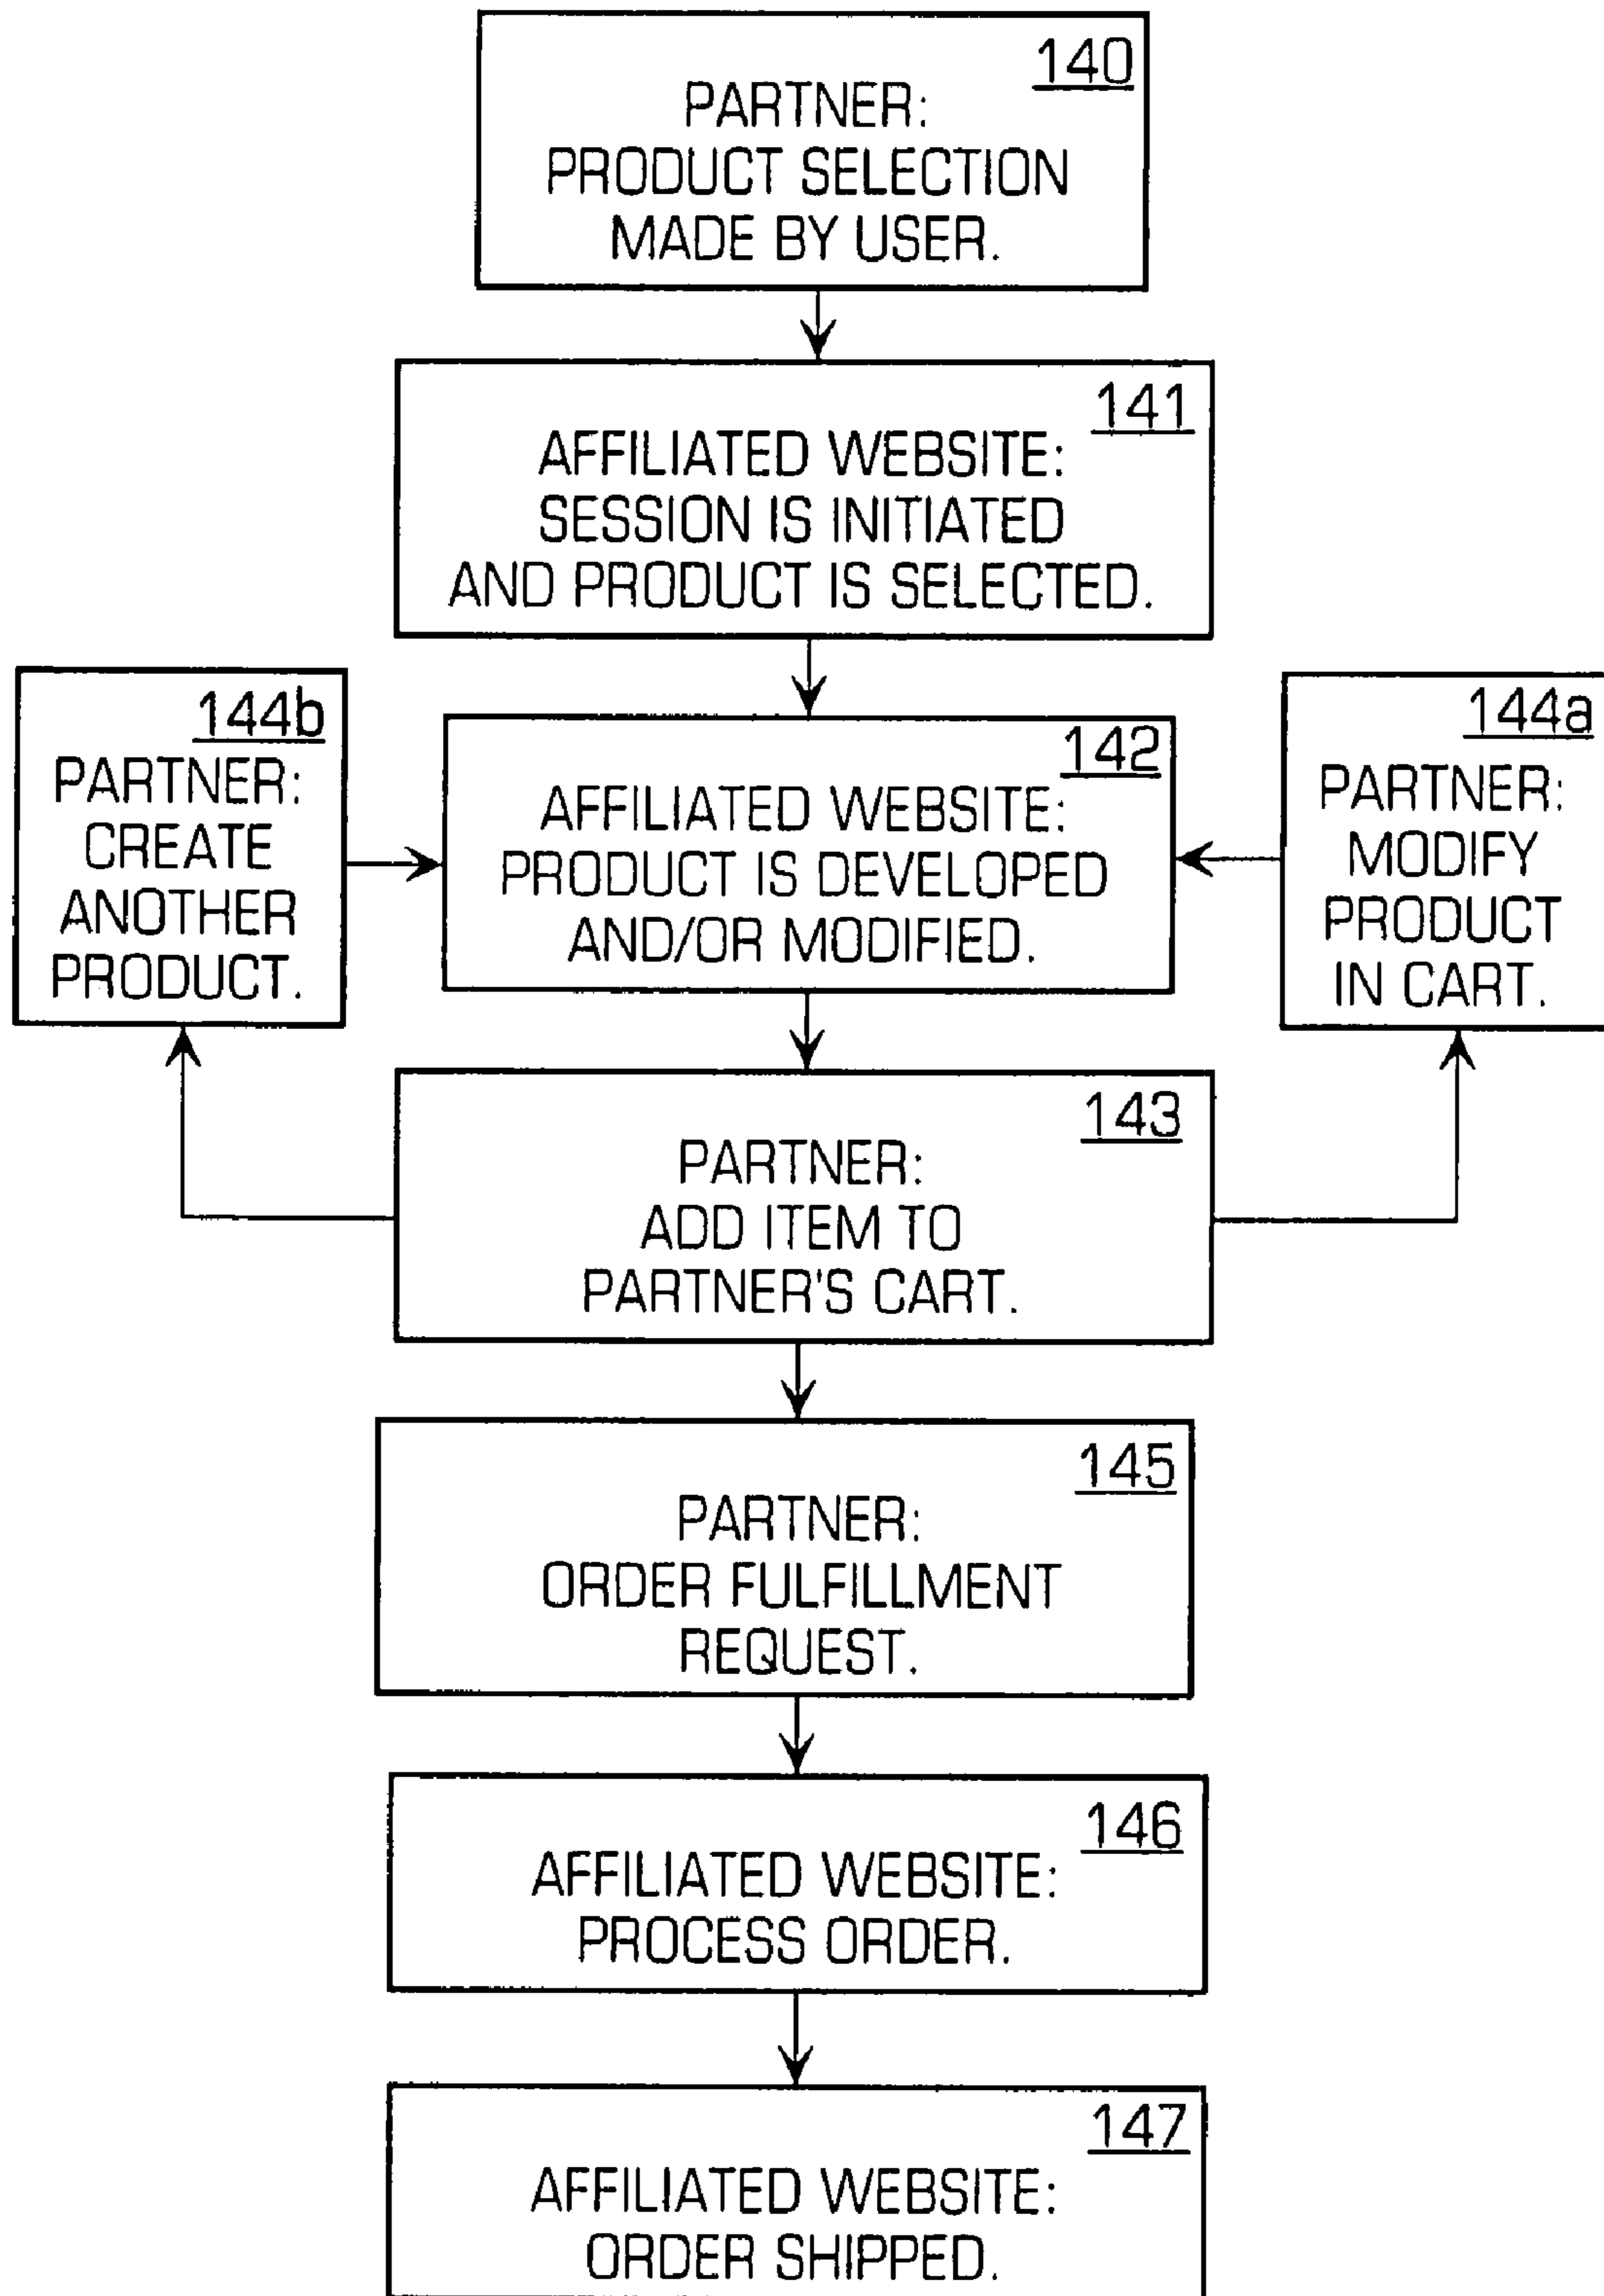 140
PARTNER:
PRODUCT SELECTION
MADE BY USER.
141
AFFILIATED WEBSITE:
SESSION IS INITIATED
AND PRODUCT IS SELECTED.
144b
PARTNER:
CREATE
ANOTHER
PRODUCT.
142
AFFILIATED WEBSITE:
PRODUCT IS DEVELOPED
AND/OR MODIFIED.
144a
PARTNER:
MODIFY
PRODUCT
IN CART.
143
PARTNER:
ADD ITEM TO
PARTNER'S CART.
145
PARTNER:
ORDER FULFILLMENT
REQUEST.
146
AFFILIATED WEBSITE:
PROCESS ORDER.
147
AFFILIATED WEBSITE:
ORDER SHIPPED.